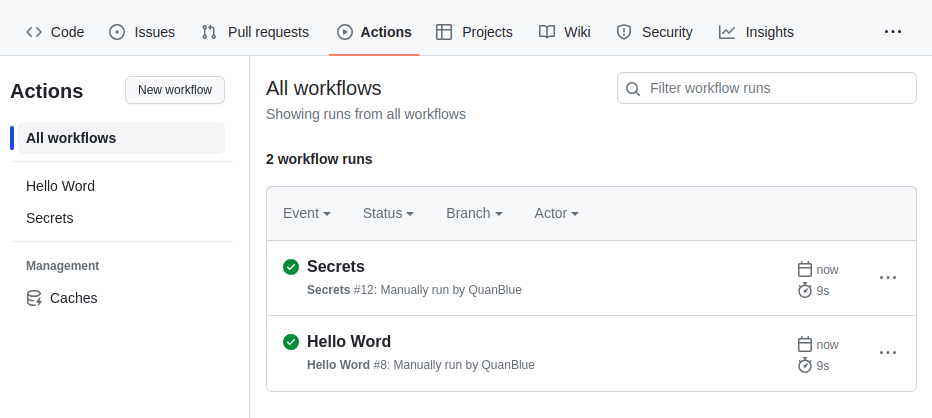 Code Issues Pull requests Actions Projects Wiki Security Insights
Actions
New workflow
All workflows
Hello Word
Secrets
Management
Caches
All workflows
Showing runs from all workflows
Filter workflow runs
2 workflow runs
Event Status Branch Actor
Secrets
Secrets #12: Manually run by QuanBlue
now
9s
Hello Word
Hello Word #8: Manually run by QuanBlue
now
9s